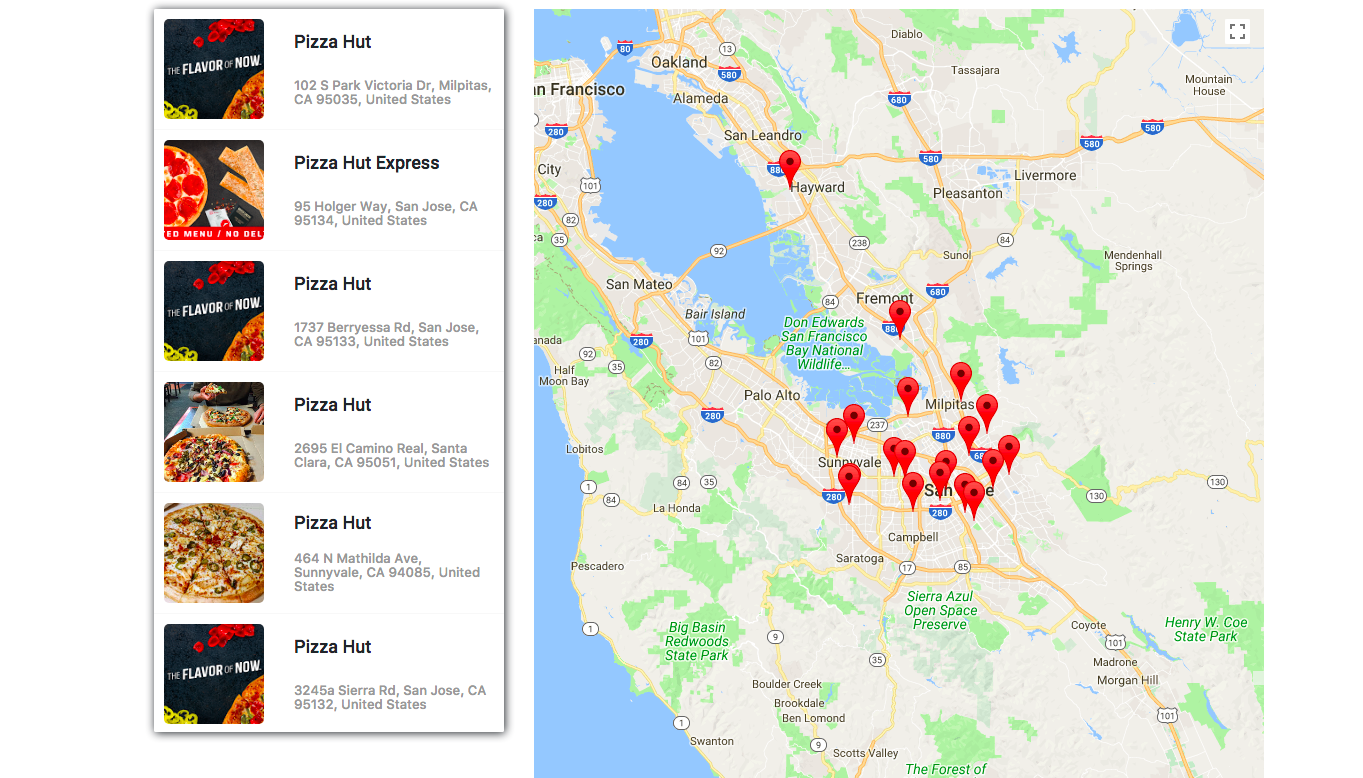 THE FLAVOR OF NOW.
Pizza Hut
102 S Park Victoria Dr, Milpitas,
CA 95035, United States
ED MENU / NO DEL
Pizza Hut Express
95 Holger Way, San Jose, CA
95134, United States
THE FLAVOR OF NOW.
Pizza Hut
1737 Berryessa Rd, San Jose,
CA 95133, United States
Pizza Hut
2695 El Camino Real, Santa
Clara, CA 95051, United States
Pizza Hut
464 N Mathilda Ave,
Sunnyvale, CA 94085, United
States
THE FLAVOR OF NOW.
Pizza Hut
3245a Sierra Rd, San Jose, CA
95132, United States
Diablo
80
13
Oakland
580
Tassajara
Mountain
House
an Francisco
Alameda
680
280
San Leandro
580
580
580
City
880
Hayward
Livermore
101
Pleasanton
280
82
ca
35
92
238
84
Sunol
Mendenhall
Springs
San Mateo
680
Fremont
84
Bair Island
Don Edwards
San Francisco
Bay National
Wildlife...
880
anada
280
101
92
35
82
Half
Moon Bay
Palo Alto
Milpitas
280
237
880
Lobitos
680
Sunnyvale
1
84
35
84
280
San Jose
130
130
La Honda
280
Campbell
Saratoga
Pescadero
17
85
Sierra Azul
Open Space
Preserve
1
Big Basin
Redwoods
State Park
9
Coyote
Henry W. Coe
State Park
101
35
Madrone
Morgan Hill
Boulder Creek
Brookdale
Ben Lomond
101
1
Swanton
9
Scotts Valley
The Forest of